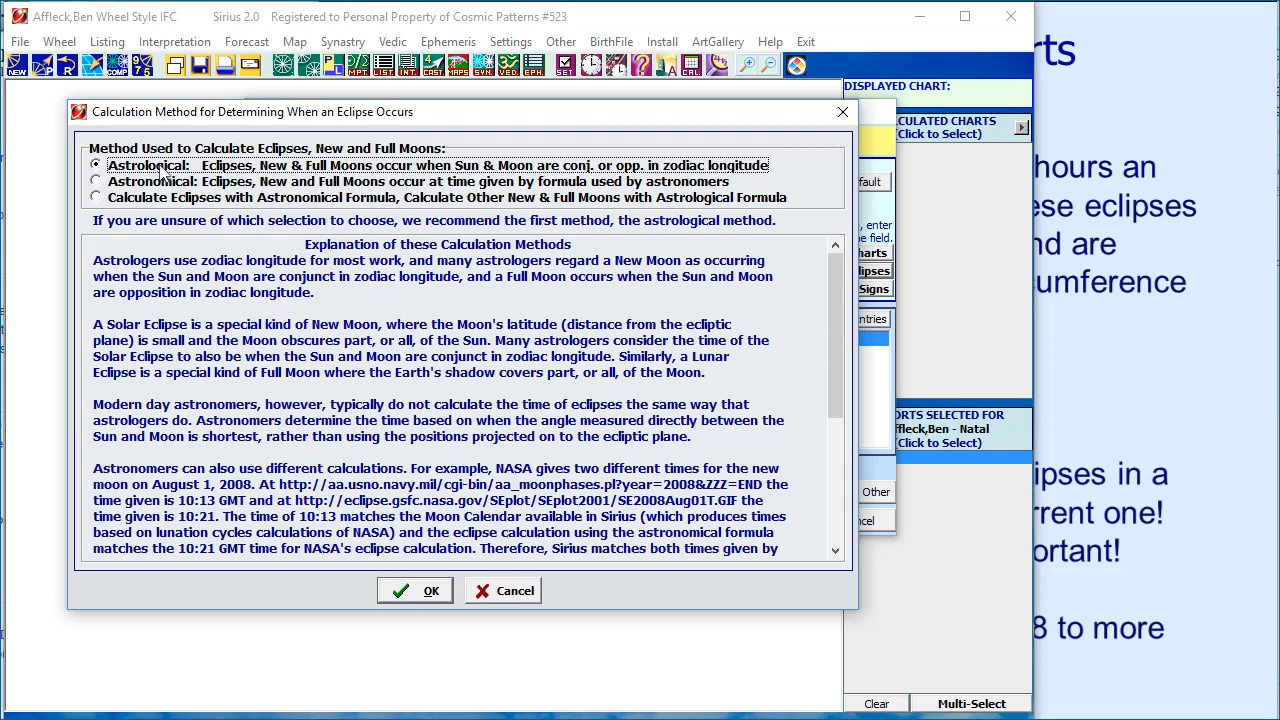 Affleck,Ben Wheel Style IFC Sirius 2.0 Registered to Personal Property of Cosmic Patterns #523
File Wheel Listing Interpretation Forecast Map Synastry Vedic Ephemeris Settings Other BirthFile Install ArtGallery Help Exit
DISPLAYED CHART:
Calculation Method for Determining When an Eclipse Occurs
CULATED CHARTS
(Click to Select)
Method Used to Calculate Eclipses, New and Full Moons:
Astrological: Eclipses, New & Full Moons occur when Sun & Moon are conj. or opp. in zodiac longitude
Astronomical: Eclipses, New and Full Moons occur at time given by formula used by astronomers
Calculate Eclipses with Astronomical Formula, Calculate Other New & Full Moons with Astrological Formula
If you are unsure of which selection to choose, we recommend the first method, the astrological method.
Explanation of these Calculation Methods
Astrologers use zodiac longitude for most work, and many astrologers regard a New Moon as occurring
when the Sun and Moon are conjunct in zodiac longitude, and a Full Moon occurs when the Sun and Moon
are opposition in zodiac longitude.
A Solar Eclipse is a special kind of New Moon, where the Moon's latitude (distance from the ecliptic
plane) is small and the Moon obscures part, or all, of the Sun. Many astrologers consider the time of the
Solar Eclipse to also be when the Sun and Moon are conjunct in zodiac longitude. Similarly, a Lunar
Eclipse is a special kind of Full Moon where the Earth's shadow covers part, or all, of the Moon.
Modern day astronomers, however, typically do not calculate the time of eclipses the same way that
astrologers do. Astronomers determine the time based on when the angle measured directly between the
Sun and Moon is shortest, rather than using the positions projected on to the ecliptic plane.
Astronomers can also use different calculations. For example, NASA gives two different times for the new
moon on August 1, 2008. At http://aa.usno.navy.mil/cgi-bin/aa_moonphases.pl?year=2008&ZZZ=END the
time given is 10:13 GMT and at http://eclipse.gsfc.nasa.gov/SEplot/SEplot2001/SE2008Aug01T.GIF the
time given is 10:21. The time of 10:13 matches the Moon Calendar available in Sirius (which produces times
based on lunation cycles calculations of NASA) and the eclipse calculation using the astronomical formula
matches the 10:21 GMT time for NASA's eclipse calculation. Therefore, Sirius matches both times given by
OK Cancel
fault
, enter
he field.
harts
lipses
Signs
ntries
Other
ncel
ORTS SELECTED FOR
ffleck,Ben - Natal
(Click to Select)
Clear Multi-Select
rts
hours an
ese eclipses
nd are
umference
ipses in a
rrent one!
ortant!
8 to more